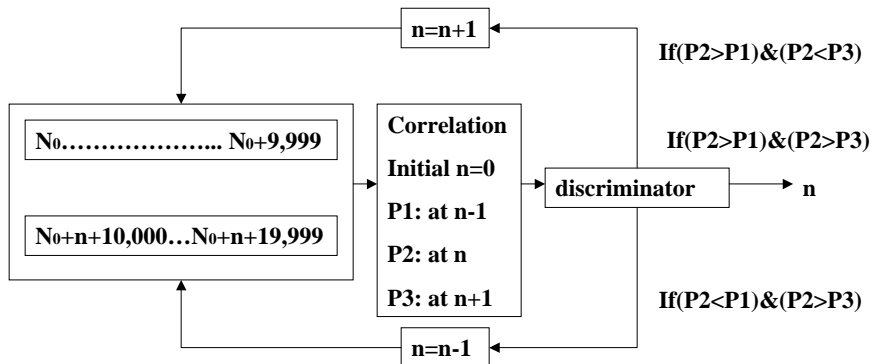 n=n+1
If(P2>P1)&(P2<P3)
N₀…………………... N₀+9,999
N₀+n+10,000…N₀+n+19,999
Correlation
Initial n=0
P1: at n-1
P2: at n
P3: at n+1
If(P2>P1)&(P2>P3)
discriminator
n
If(P2<P1)&(P2>P3)
n=n-1